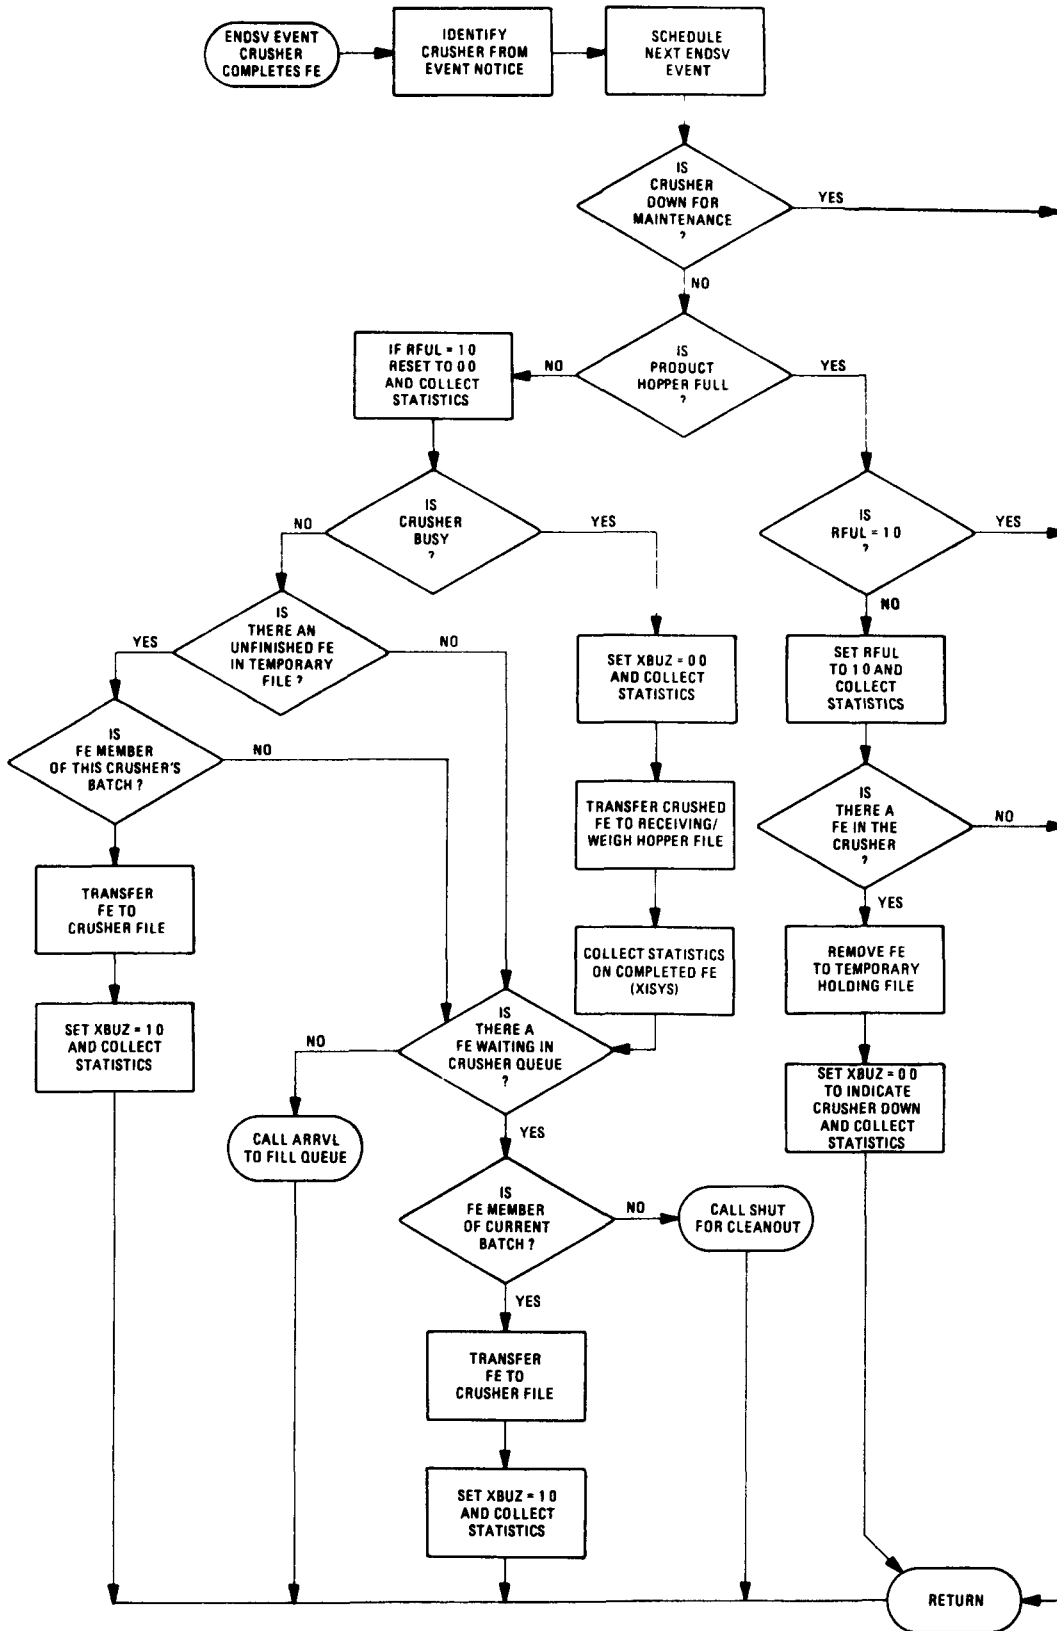 ENDSV EVENT
CRUSHER
COMPLETES FE
IDENTIFY
CRUSHER FROM
EVENT NOTICE
SCHEDULE
NEXT ENDSV
EVENT
IS
CRUSHER
DOWN FOR
MAINTENANCE
?
YES
NO
IS
PRODUCT
HOPPER FULL
?
NO
YES
IF RFUL = 1 0
RESET TO 0 0
AND COLLECT
STATISTICS
IS
CRUSHER
BUSY
?
NO
YES
IS
RFUL = 1 0
?
YES
NO
IS
THERE AN
UNFINISHED FE
IN TEMPORARY
FILE ?
YES
NO
SET XBUZ = 0 0
AND COLLECT
STATISTICS
SET RFUL
TO 1 0 AND
COLLECT
STATISTICS
IS
FE MEMBER
OF THIS CRUSHER'S
BATCH ?
NO
TRANSFER CRUSHED
FE TO RECEIVING/
WEIGH HOPPER FILE
IS
THERE A
FE IN THE
CRUSHER
?
NO
YES
TRANSFER
FE TO
CRUSHER FILE
COLLECT STATISTICS
ON COMPLETED FE
(XISYS)
REMOVE FE
TO TEMPORARY
HOLDING FILE
SET XBUZ = 1 0
AND COLLECT
STATISTICS
IS
THERE A
FE WAITING IN
CRUSHER QUEUE
?
NO
YES
SET XBUZ = 0 0
TO INDICATE
CRUSHER DOWN
AND COLLECT
STATISTICS
CALL ARRVL
TO FILL QUEUE
IS
FE MEMBER
OF CURRENT
BATCH ?
NO
YES
CALL SHUT
FOR CLEANOUT
TRANSFER
FE TO
CRUSHER FILE
SET XBUZ = 1 0
AND COLLECT
STATISTICS
RETURN